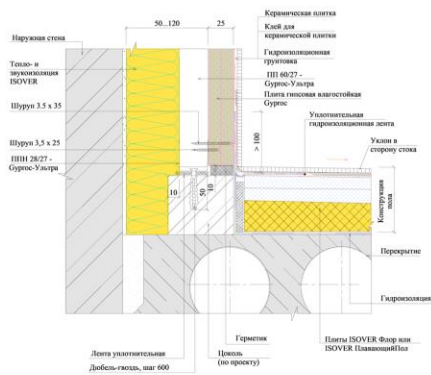 50...120
25
Керамическая плитка
Клей для
керамической плитки
Гидроизоляционная
грунтовка
ПП 60/27 -
Gyproc-Ультра
Плита гипсовая влагостойкая
Gyproc
Уплотнительная
гидроизоляционная лента
Уклон в
сторону стока
Наружная стена
Тепло- и
звукоизоляция
ISOVER
Шуруп 3.5 x 35
Шуруп 3,5 x 25
ППН 28/27 -
Gyproc-Ультра
> 100
10
50
10
Конструкция
пола
Перекрытие
Гидроизоляция
Плиты ISOVER Флор или
ISOVER ПлавающийПол
Герметик
Цоколь
(по проекту)
Лента уплотнительная
Дюбель-гвоздь, шаг 600